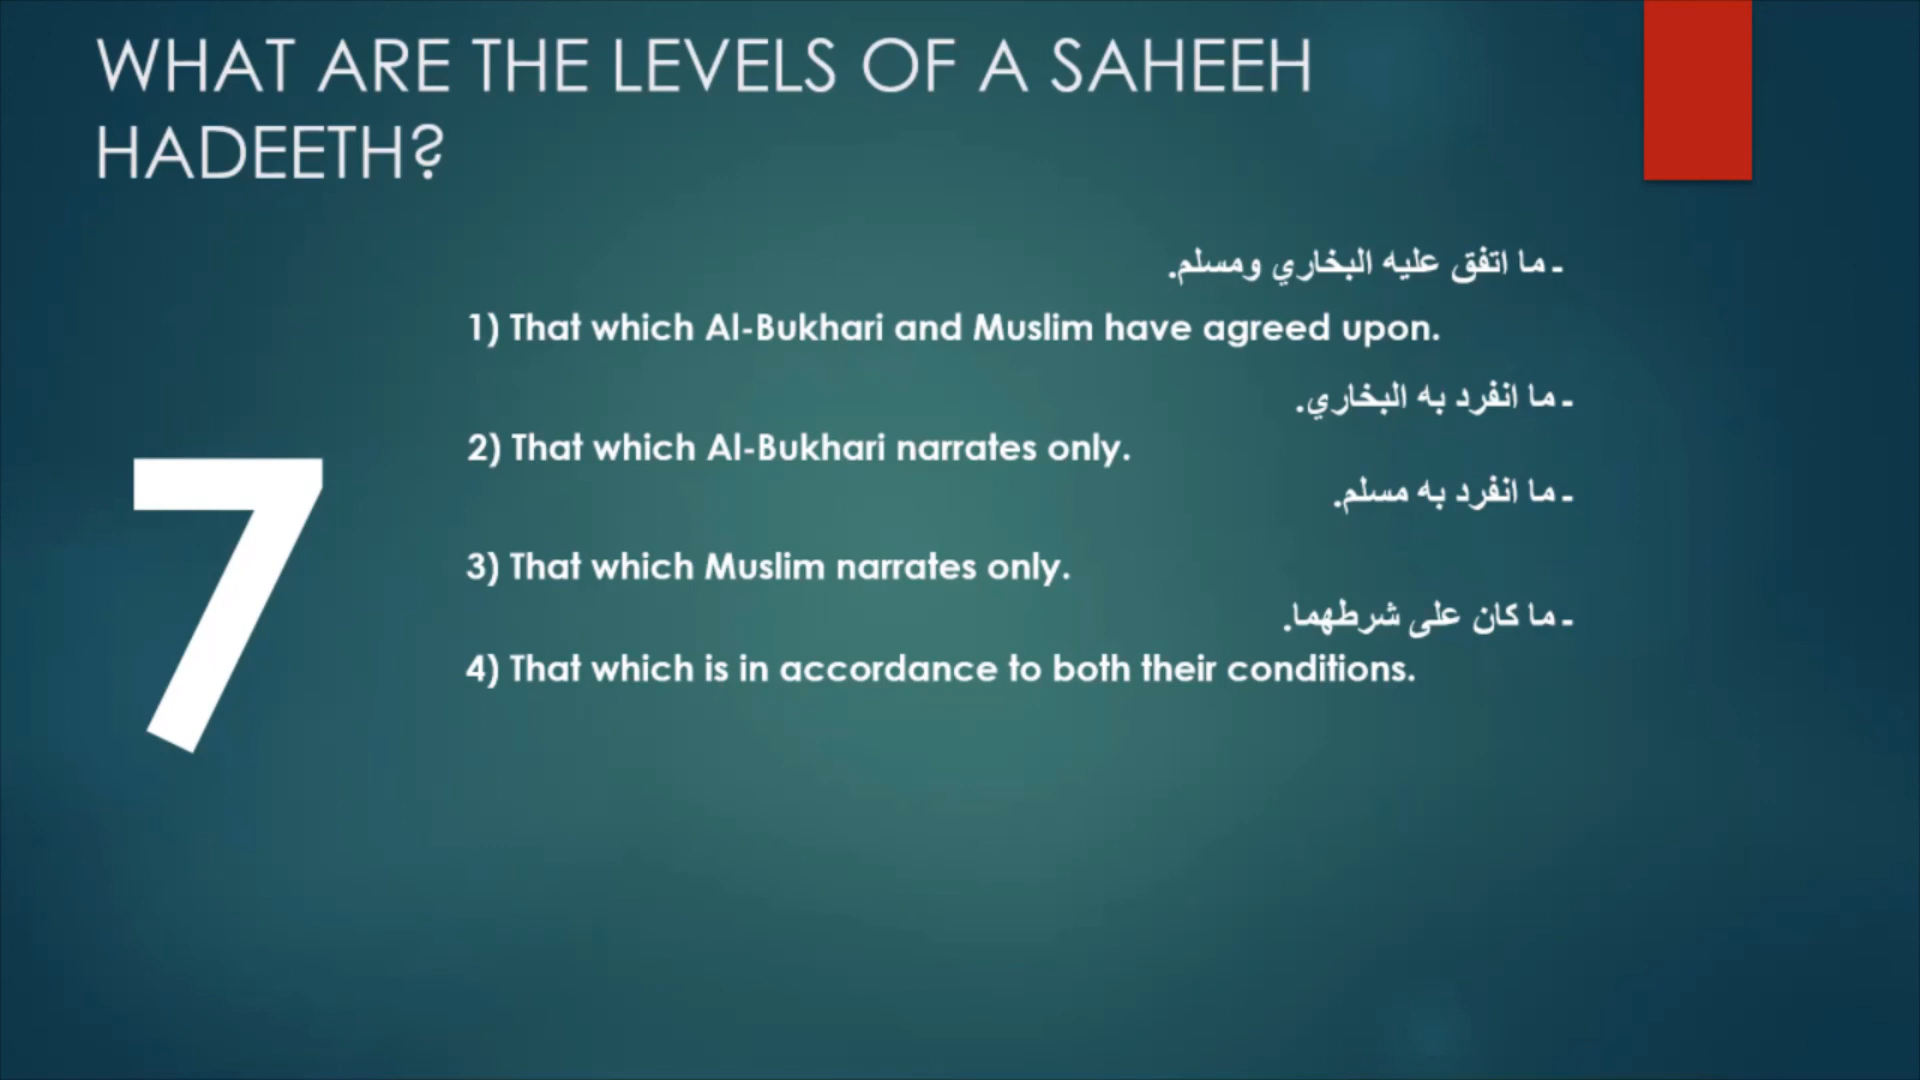 WHAT ARE THE LEVELS OF A SAHEEH
HADEETH?
ـ ما اتفق عليه البخاري ومسلم.
1) That which Al-Bukhari and Muslim have agreed upon.
ـ ما انفرد به البخاري.
2) That which Al-Bukhari narrates only.
ـ ما انفرد به مسلم.
3) That which Muslim narrates only.
ـ ما كان على شرطهما.
4) That which is in accordance to both their conditions.
7